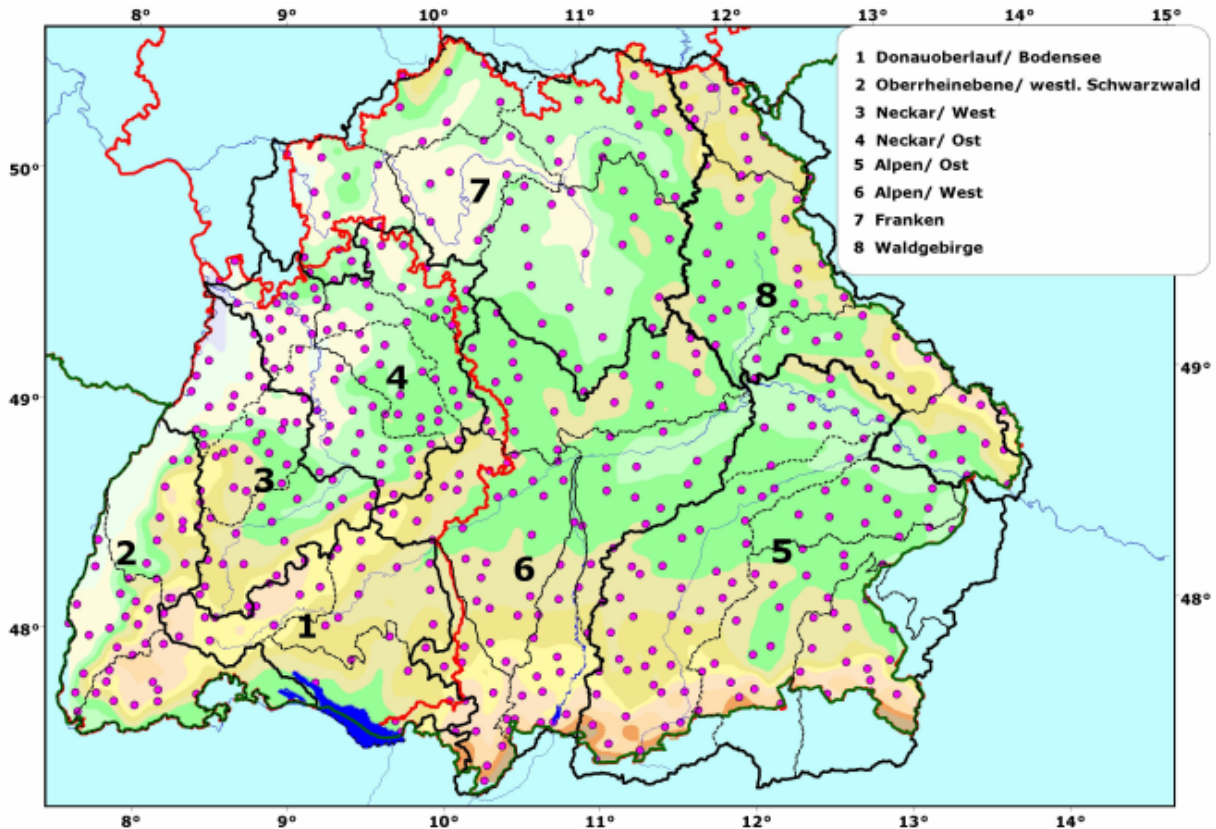 8° 9° 10° 11° 12° 13° 14° 15°
1 Donauoberlauf/ Bodensee
2 Oberrheinebene/ westl. Schwarzwald
3 Neckar/ West
4 Neckar/ Ost
5 Alpen/ Ost
6 Alpen/ West
7 Franken
8 Waldgebirge
50°
7
8
49°
49°
4
3
2
6
5
48°
48°
1
8° 9° 10° 11° 12° 13° 14°